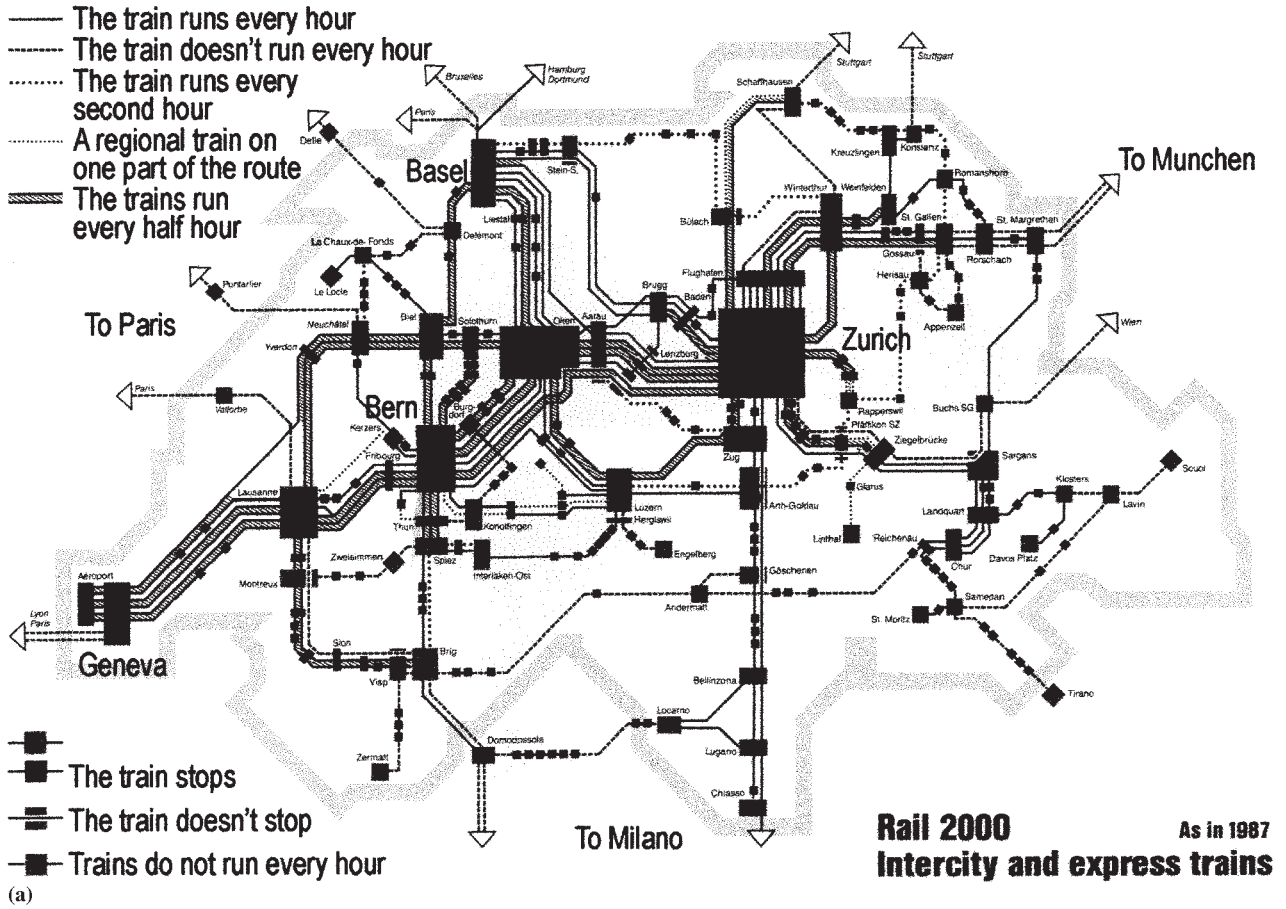 The train runs every hour
The train doesn't run every hour
The train runs every
second hour
A regional train on
one part of the route
The trains run
every half hour
Bruxelles
Hamburg
Dortmund
Paris
Delle
Stuttgart
Stuttgart
Schaffhausen
Basel
Stein-S.
Kreuzlingen
Konstanz
To Munchen
Romanshorn
Winterthur
Weinfelden
Bülach
St. Gallen
St. Margrethen
Liestal
Delémont
La Chaux-de-Fonds
Le Locle
Gossau
Rorschach
Herisau
Flughafen
Pontarlier
Brugg
Baden
Appenzell
To Paris
Neuchâtel
Biel
Solothurn
Olten
Aarau
Zurich
Wien
Yverdon
Lenzburg
Paris
Vallorbe
Bern
Burg-
dorf
Rapperswil
Pfäffikon SZ
Buchs SG
Kerzers
Fribourg
Zug
Ziegelbrücke
Sargans
Scuol
Lausanne
Luzern
Arth-Goldau
Glarus
Klosters
Lavin
Thun
Konolfingen
Hergiswil
Landquart
Linthal
Reichenau
Davos Platz
Zweisimmen
Spiez
Interlaken-Ost
Engelberg
Chur
Aéroport
Montreux
Göschenen
Andermatt
Samedan
St. Moritz
Lyon
Paris
Geneva
Sion
Brig
Visp
Bellinzona
Tirano
Locarno
Zermatt
Domodossola
Lugano
Chiasso
The train stops
The train doesn't stop
To Milano
Trains do not run every hour
Rail 2000
As in 1987
Intercity and express trains
(a)